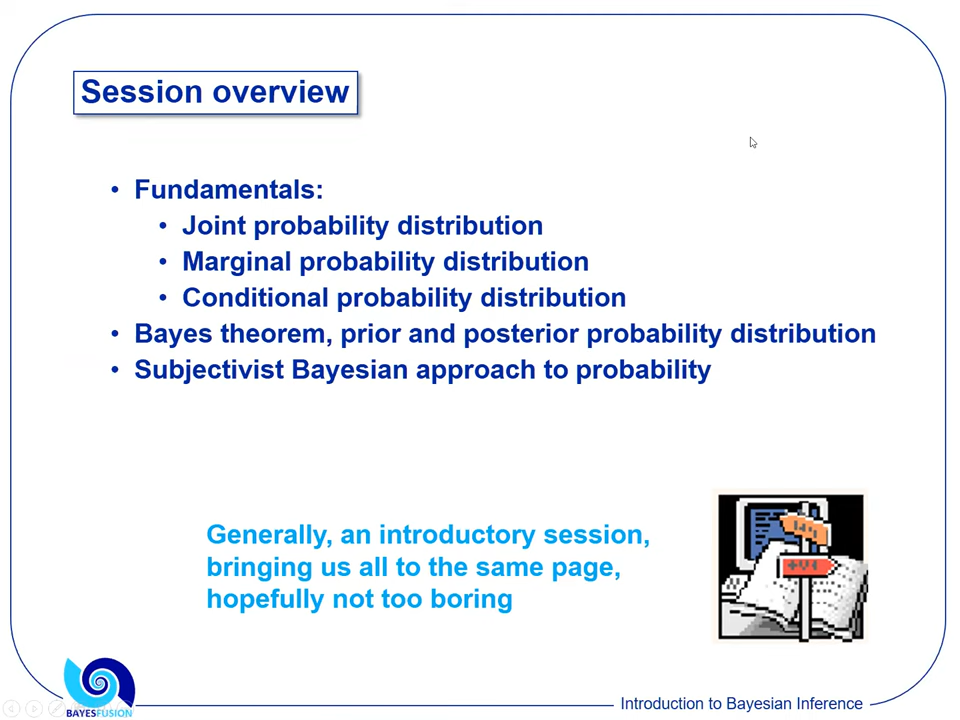 Session overview
• Fundamentals:
• Joint probability distribution
• Marginal probability distribution
• Conditional probability distribution
• Bayes theorem, prior and posterior probability distribution
• Subjectivist Bayesian approach to probability
Generally, an introductory session,
bringing us all to the same page,
hopefully not too boring
BAYESFUSION
Introduction to Bayesian Inference